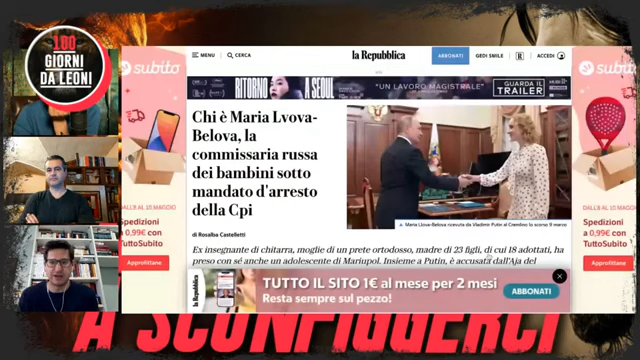 100
GIORNI
DA LEONI
subito
DALL'8 AL 10 MAGGIO
Spedizioni
a 0,99€ con
TuttoSubito
Approfittane
MENU
CERCA
la Repubblica
ABBONATI
GEDI SMILE
R
ACCEDI
RITORNO
A SEOUL
"UN LAVORO MAGISTRALE"
GUARDA IL
TRAILER
Chi è Maria Lvova-
Belova, la
commissaria russa
dei bambini sotto
mandato d'arresto
della Cpi
di Rosalba Castelletti
Maria Llova-Belova ricevuta da Vladimir Putin al Cremlino lo scorso 9 marzo
Ex insegnante di chitarra, moglie di un prete ortodosso, madre di 23 figli, di cui 18 adottati, ha
preso con sé anche un adolescente di Mariupol. Insieme a Putin, è accusata dall'Aja del
la Repubblica
TUTTO IL SITO 1€ al mese per 2 mesi
Resta sempre sul pezzo!
ABBONATI
subito
Spedizioni
a 0,99€ con
TuttoSubito
Approfittane
A SCONFIGGERCI